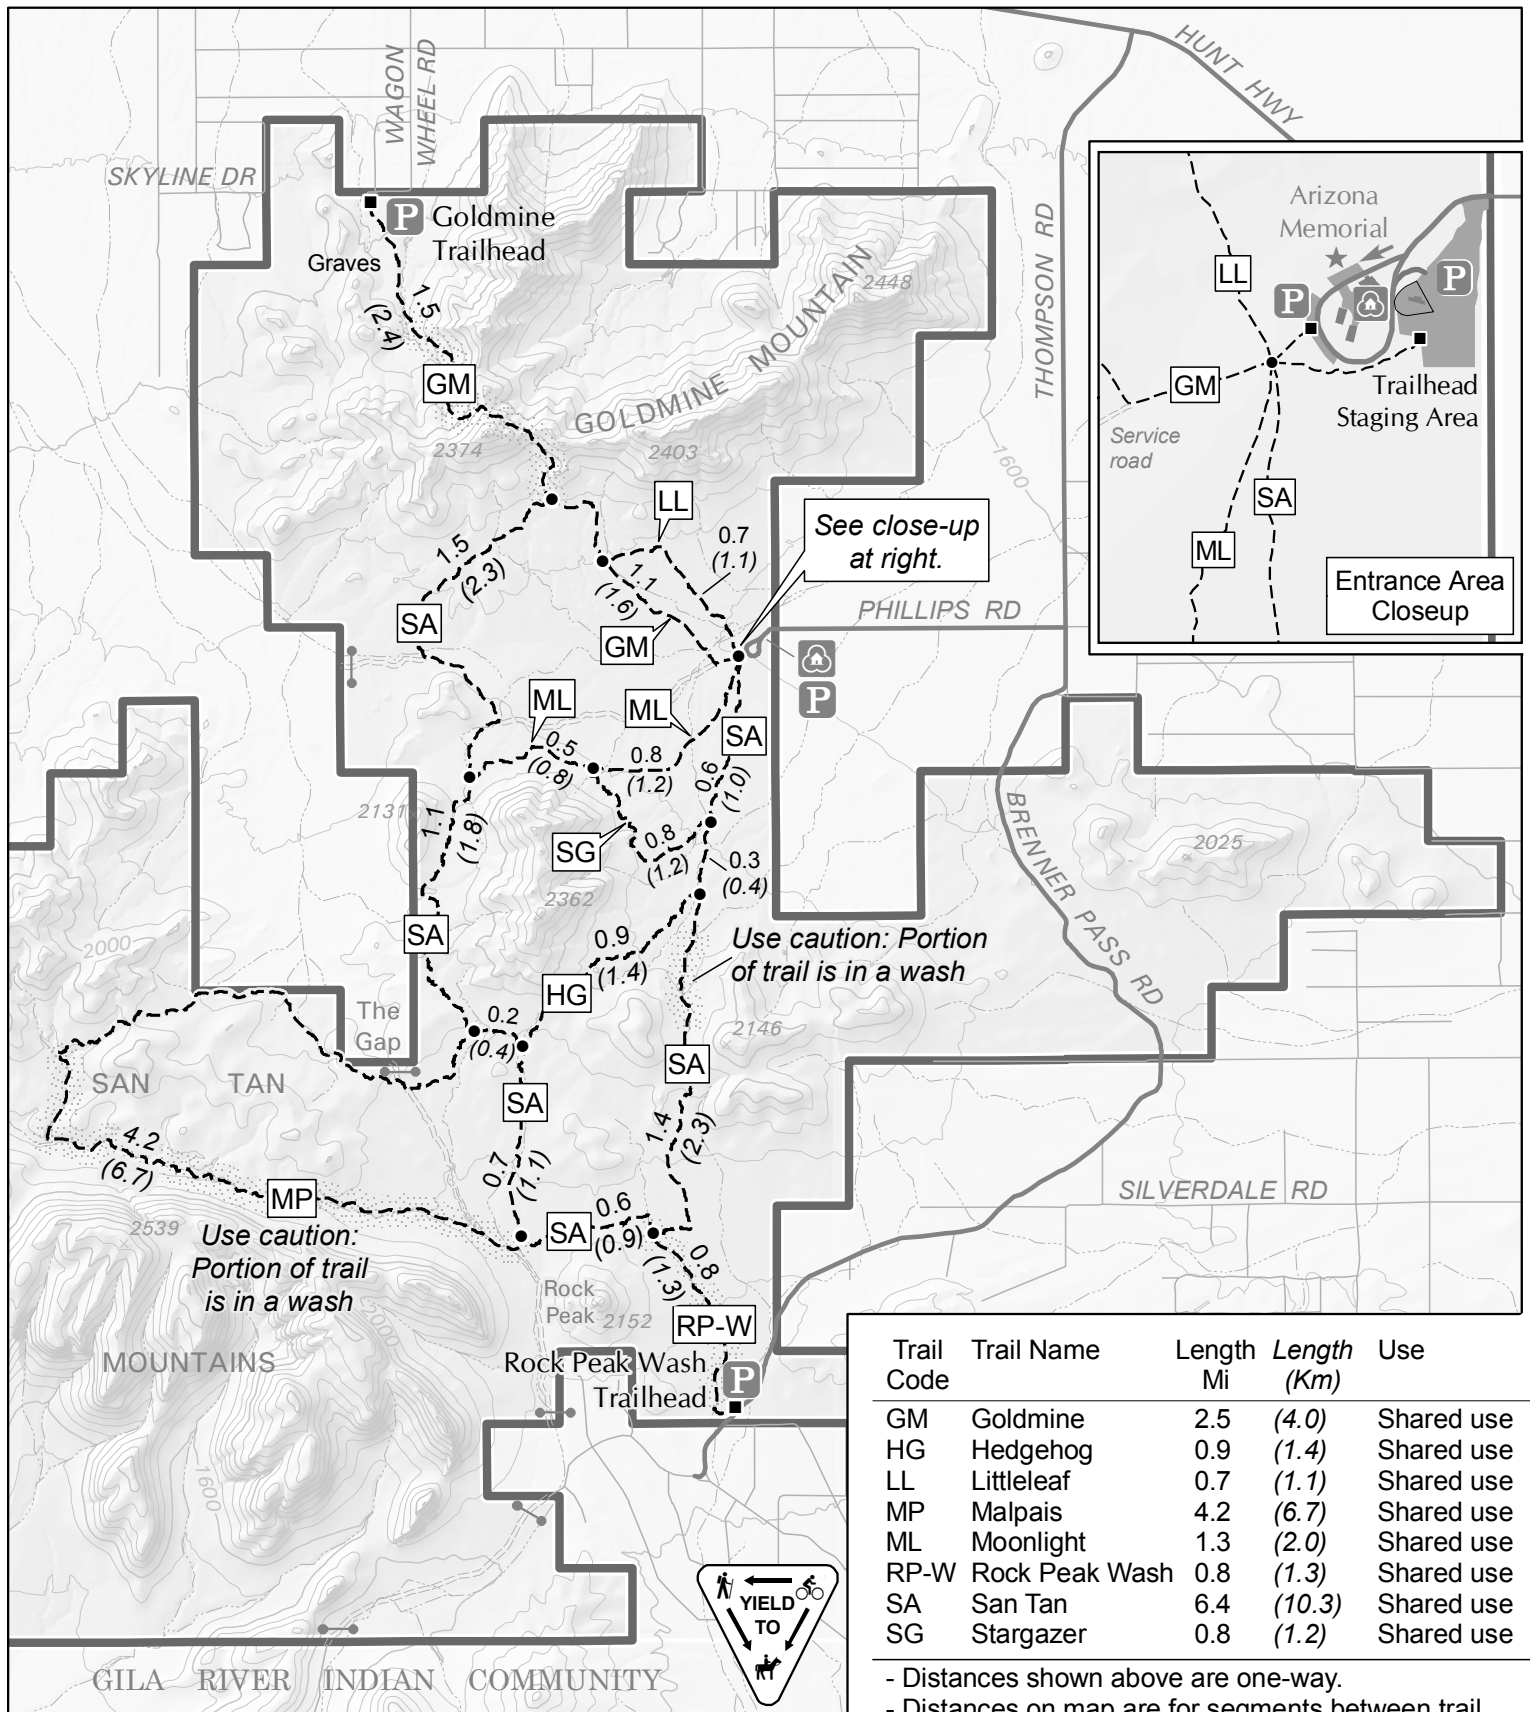 HUNT HWY
WAGON
WHEEL RD
SKYLINE DR
THOMPSON RD
P
Goldmine
Trailhead
Graves
1.5
(2.4)
GM
GOLDMINE MOUNTAIN
2448
2374
2403
1600
Arizona
Memorial
LL
P
P
GM
Trailhead
Staging Area
Service
road
SA
ML
Entrance Area
Closeup
LL
See close-up
at right.
0.7
(1.1)
1.5
(2.3)
1.1
(1.6)
SA
GM
PHILLIPS RD
P
ML
ML
SA
0.5
(0.8)
0.8
(1.2)
0.6
(1.0)
2131
1.1
(1.8)
SG
0.8
(1.2)
0.3
(0.4)
BRENNER PASS RD
2025
2362
SA
2000
0.9
(1.4)
Use caution: Portion
of trail is in a wash
HG
The
Gap
0.2
(0.4)
2146
SA
SAN TAN
SA
1.4
(2.3)
4.2
(6.7)
0.7
(1.1)
MP
SILVERDALE RD
2539
Use caution:
Portion of trail
is in a wash
SA
0.6
(0.9)
0.8
(1.3)
Rock
Peak 2152
RP-W
MOUNTAINS
Rock Peak Wash
Trailhead
P
1600
YIELD
TO
GILA RIVER INDIAN COMMUNITY
Trail Trail Name Length Length Use
Code Mi (Km)
GM Goldmine 2.5 (4.0) Shared use
HG Hedgehog 0.9 (1.4) Shared use
LL Littleleaf 0.7 (1.1) Shared use
MP Malpais 4.2 (6.7) Shared use
ML Moonlight 1.3 (2.0) Shared use
RP-W Rock Peak Wash 0.8 (1.3) Shared use
SA San Tan 6.4 (10.3) Shared use
SG Stargazer 0.8 (1.2) Shared use
- Distances shown above are one-way.
- Distances on map are for segments between trail